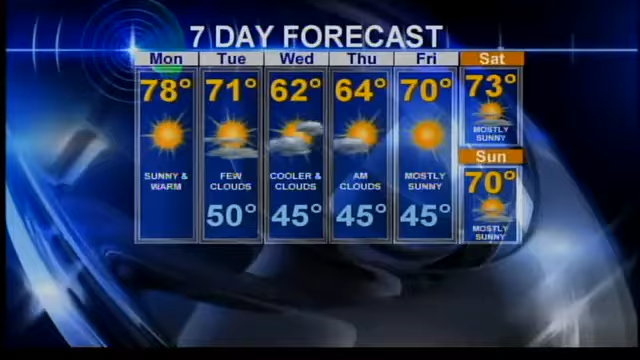 7 DAY FORECAST
Mon Tue Wed Thu Fri Sat
78° 71° 62° 64° 70° 73°
MOSTLY
SUNNY
Sun
SUNNY &
WARM
FEW
CLOUDS
COOLER &
CLOUDS
AM
CLOUDS
MOSTLY
SUNNY
70°
50° 45° 45° 45°
MOSTLY
SUNNY